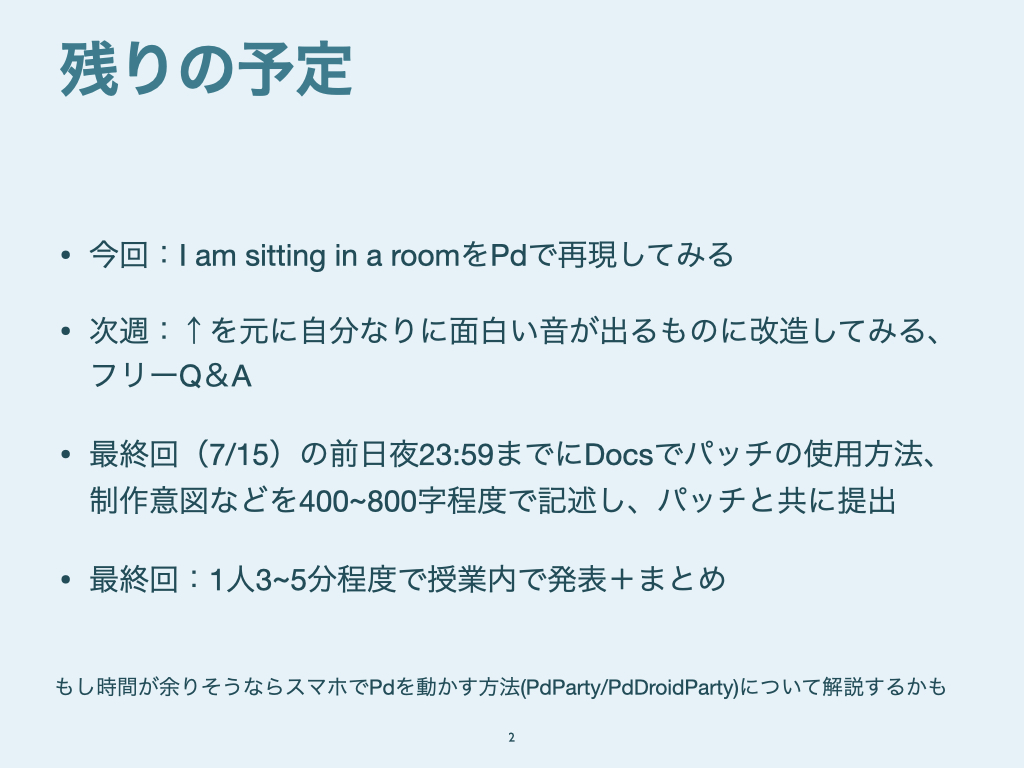 残りの予定
• 今回：I am sitting in a roomをPdで再現してみる
• 次週：↑を元に自分なりに面白い音が出るものに改造してみる、
フリーQ＆A
• 最終回（7/15）の前日夜23:59までにDocsでパッチの使用方法、
制作意図などを400~800字程度で記述し、パッチと共に提出
• 最終回：1人3~5分程度で授業内で発表＋まとめ
もし時間が余りそうならスマホでPdを動かす方法(PdParty/PdDroidParty)について解説するかも
2